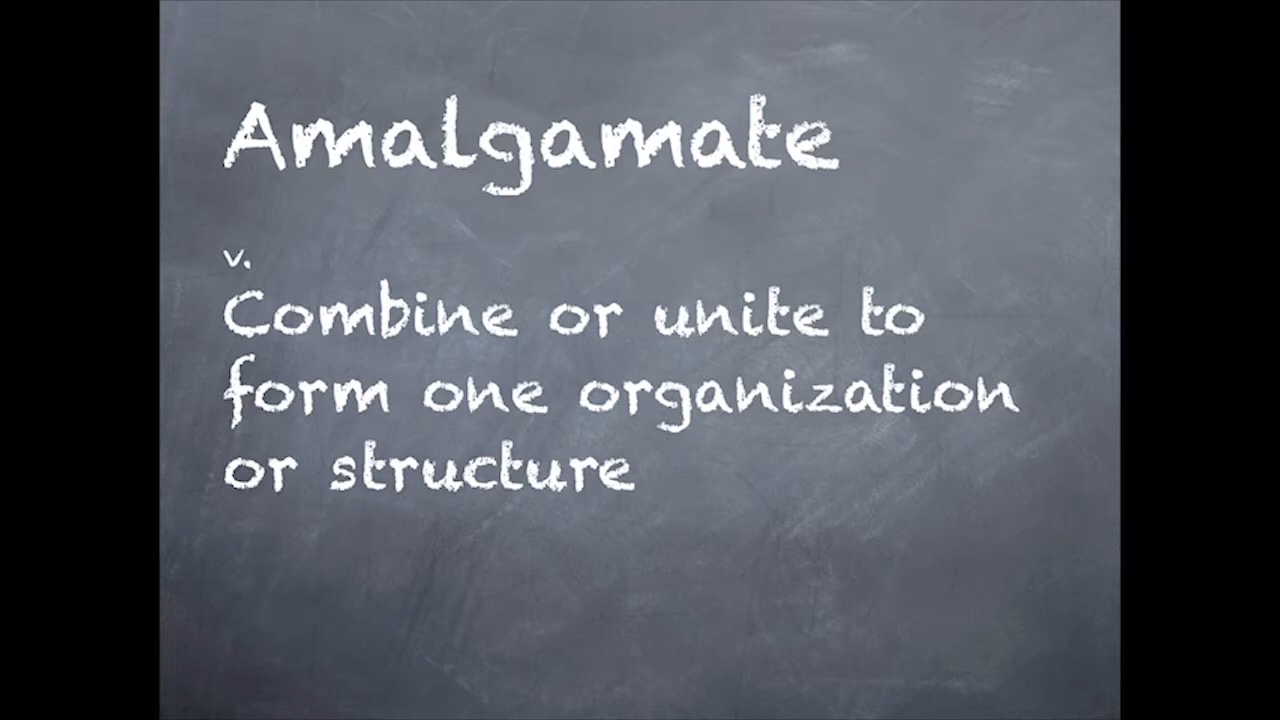 Amalgamate
v.
Combine or unite to
form one organization
or structure